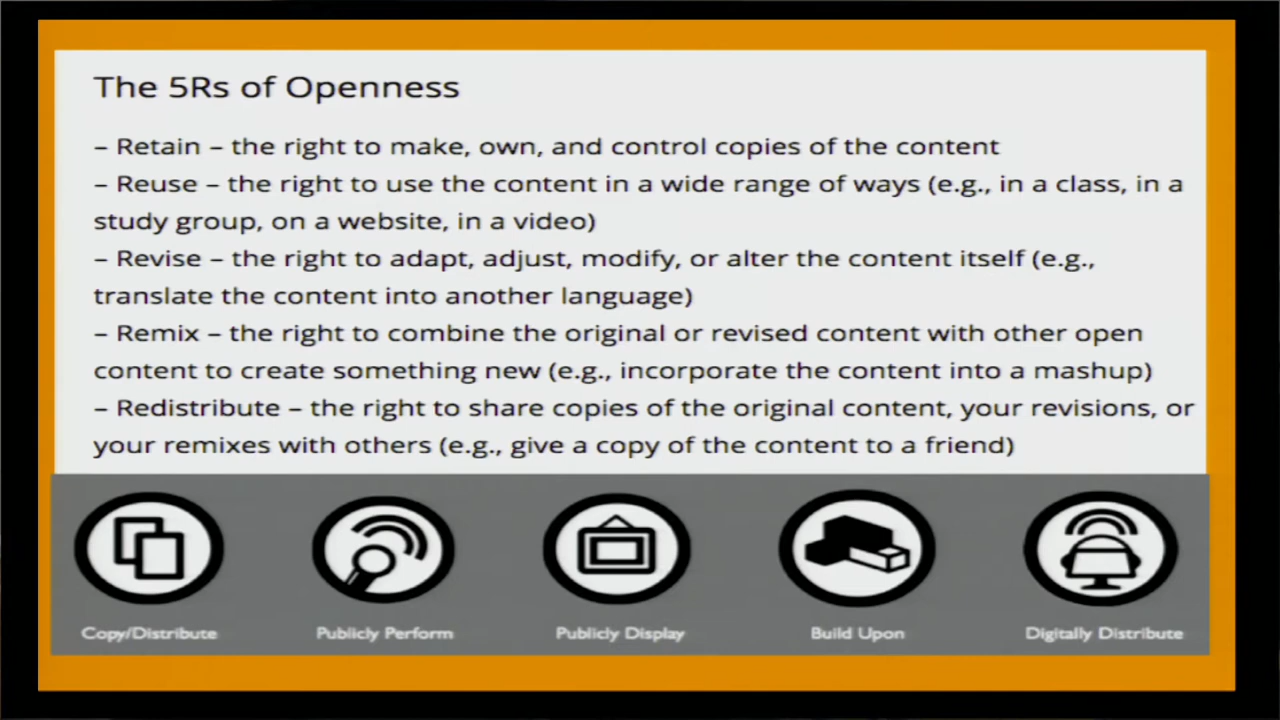 The 5Rs of Openness
– Retain – the right to make, own, and control copies of the content
– Reuse – the right to use the content in a wide range of ways (e.g., in a class, in a
study group, on a website, in a video)
– Revise – the right to adapt, adjust, modify, or alter the content itself (e.g.,
translate the content into another language)
– Remix – the right to combine the original or revised content with other open
content to create something new (e.g., incorporate the content into a mashup)
– Redistribute – the right to share copies of the original content, your revisions, or
your remixes with others (e.g., give a copy of the content to a friend)
Copy/Distribute
Publicly Perform
Publicly Display
Build Upon
Digitally Distribute